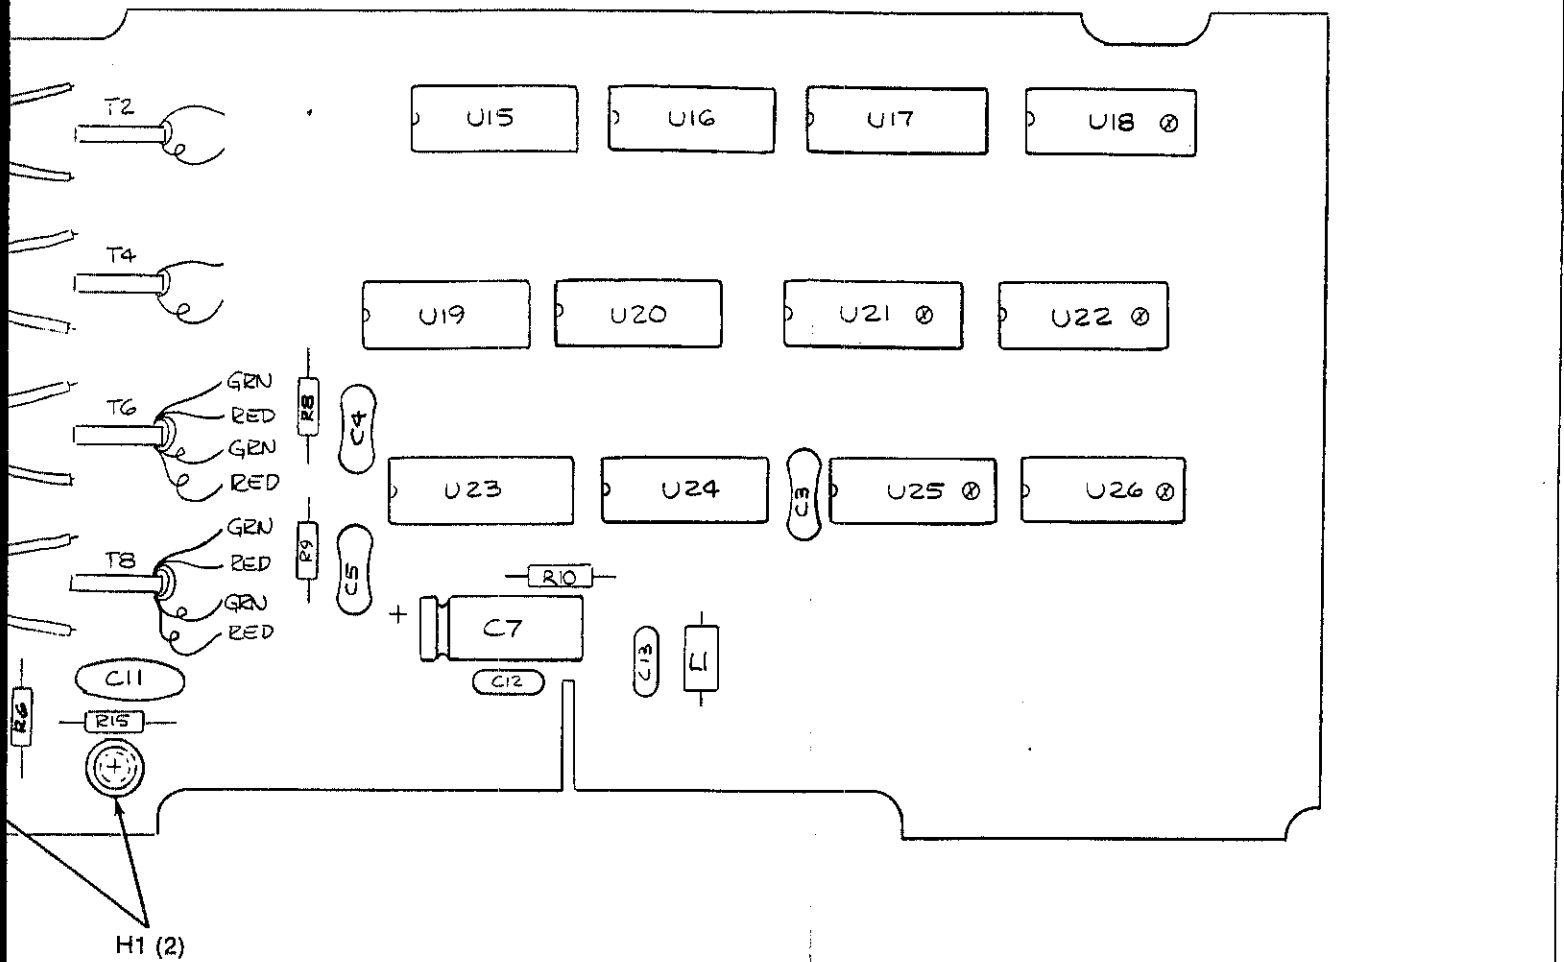 T2
U15
U16
U17
U18
T4
U19
U20
U21
U22
T6
GRN
RED
GRN
RED
R8
C4
U23
U24
C3
U25
U26
T8
GRN
RED
GRN
RED
R9
C5
R10
+
C7
C12
C13
L1
C11
R6
R15
+
H1 (2)